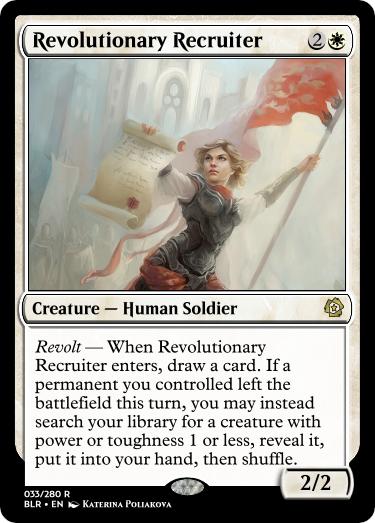 Revolutionary Recruiter 2
Creature — Human Soldier
Revolt — When Revolutionary
Recruiter enters, draw a card. If a
permanent you controlled left the
battlefield this turn, you may instead
search your library for a creature with
power or toughness 1 or less, reveal it,
put it into your hand, then shuffle.
2/2
033/280 R
BLR • EN Katerina Poliakova